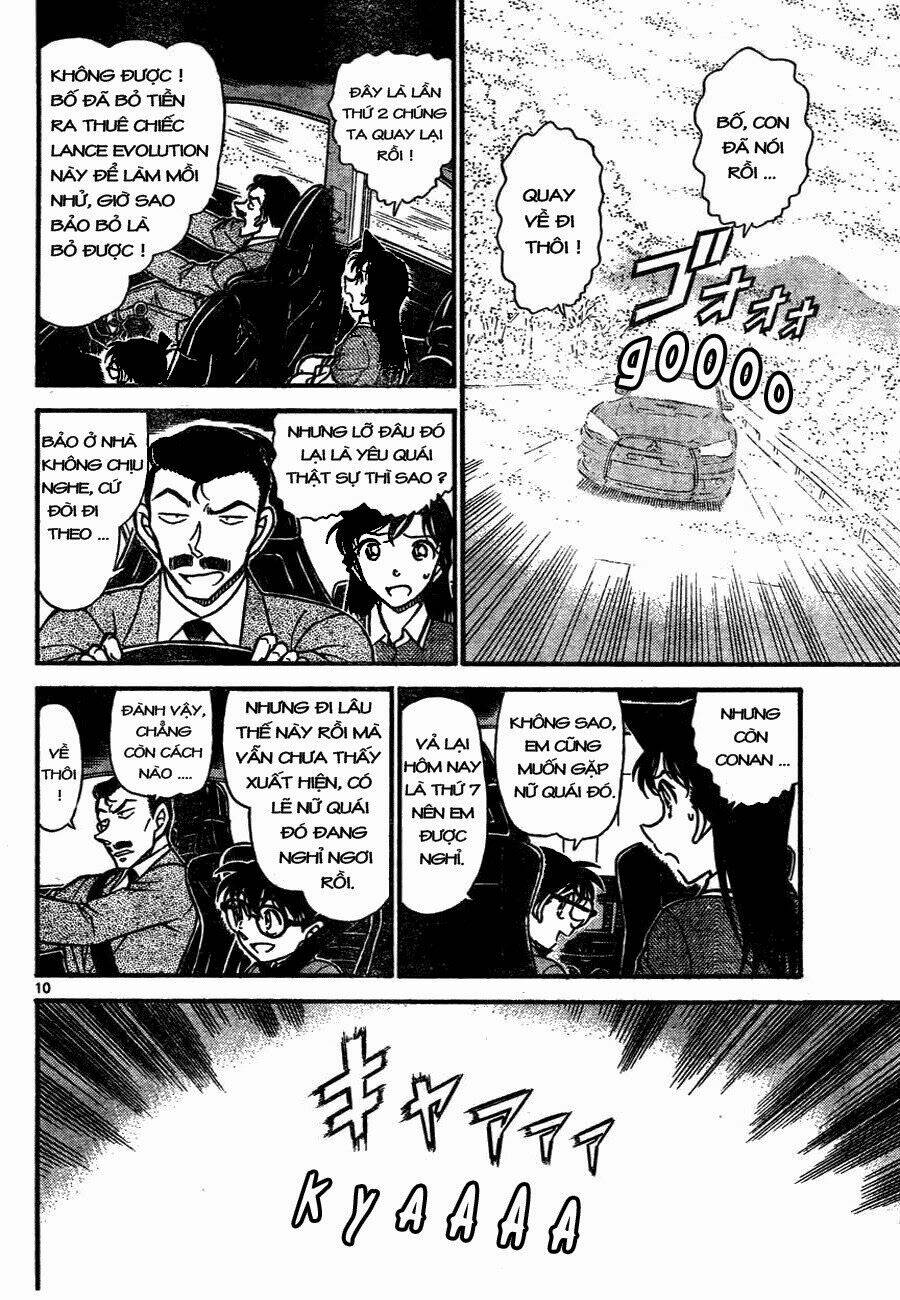 BỐ, CON
ĐÃ NÓI
RỒI ...
QUAY
VỀ ĐI
THÔI !
ゴォォォ
goooo
ĐÂY LÀ LẦN
THỨ 2 CHÚNG
TA QUAY LẠI
RỒI !
KHÔNG ĐƯỢC !
BỐ ĐÃ BỎ TIỀN
RA THUÊ CHIẾC
LANCE EVOLUTION
NÀY ĐỂ LÀM MỒI
NHỬ, GIỜ SAO
BẢO BỎ LÀ
BỎ ĐƯỢC !
NHƯNG LỠ ĐÂU ĐÓ
LẠI LÀ YÊU QUÁI
THẬT SỰ THÌ SAO ?
BẢO Ở NHÀ
KHÔNG CHỊU
NGHE, CỨ
ĐÒI ĐI
THEO ...
NHƯNG
CÒN
CONAN ...
KHÔNG SAO,
EM CŨNG
MUỐN GẶP
NỮ QUÁI ĐÓ.
VẢ LẠI
HÔM NAY
LÀ THỨ 7
NÊN EM
ĐƯỢC
NGHỈ.
NHƯNG ĐI LÂU
THẾ NÀY RỒI MÀ
VẪN CHƯA THẤY
XUẤT HIỆN, CÓ
LẼ NỮ QUÁI
ĐÓ ĐANG
NGHỈ NGƠI
RỒI.
ĐÀNH VẬY,
CHẲNG
CÒN CÁCH
NÀO ....
VỀ
THÔI
!
10
キャアァァ
KYAAAA